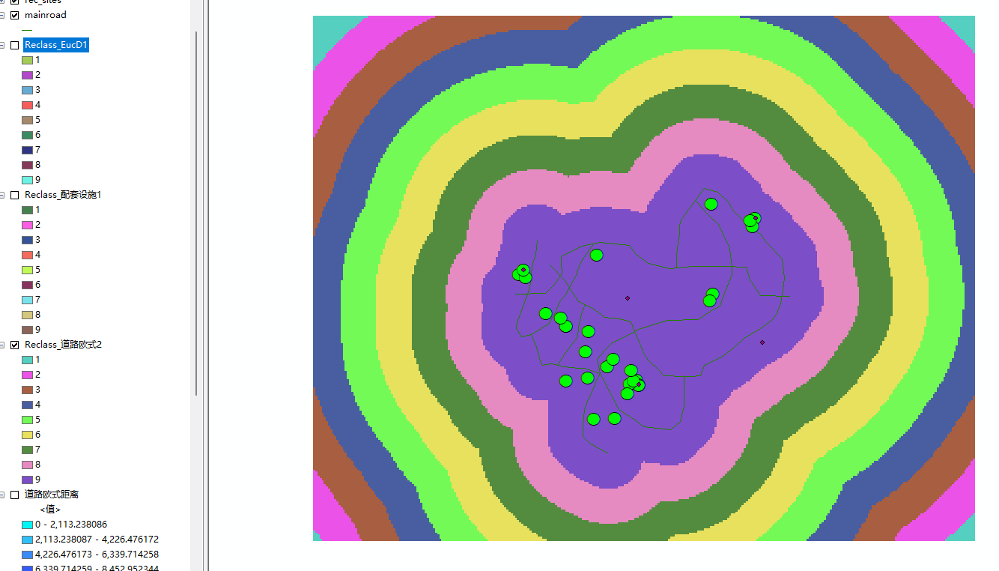 rec_sites
mainroad
Reclass_EucD1
1
2
3
4
5
6
7
8
9
Reclass_配套设施1
1
2
3
4
5
6
7
8
9
Reclass_道路欧式2
1
2
3
4
5
6
7
8
9
道路欧式距离
<值>
0 - 2,113.238086
2,113.238087 - 4,226.476172
4,226.476173 - 6,339.714258
6,339.714259 - 8,452.952344